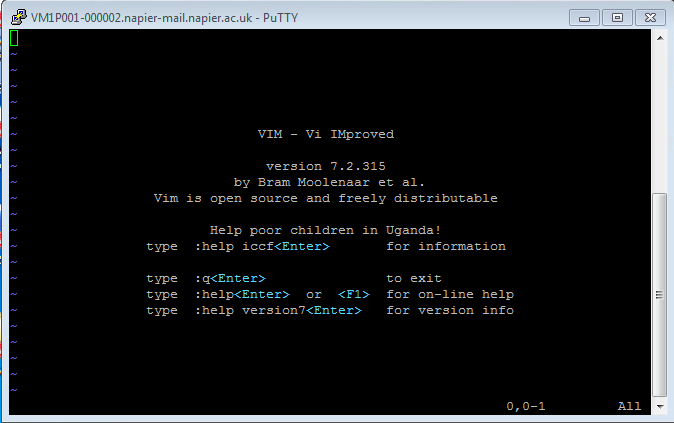 VM1P001-000002.napier-mail.napier.ac.uk - PuTTY
~
~
~
~
~
~ VIM - Vi IMproved
~
~ version 7.2.315
~ by Bram Moolenaar et al.
~ Vim is open source and freely distributable
~
~ Help poor children in Uganda!
~ type :help iccf<Enter> for information
~
~ type :q<Enter> to exit
~ type :help<Enter> or <F1> for on-line help
~ type :help version7<Enter> for version info
~
~
~
~
~
0,0-1 All